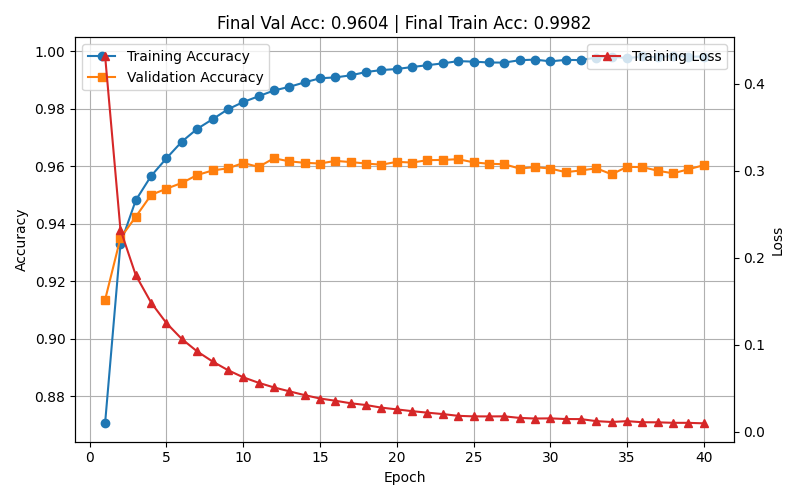 Final Val Acc: 0.9604 | Final Train Acc: 0.9982
Training Accuracy
Validation Accuracy
Training Loss
1.00
0.98
0.96
0.94
0.92
0.90
0.88
Accuracy
0.4
0.3
0.2
0.1
0.0
Loss
0 5 10 15 20 25 30 35 40
Epoch